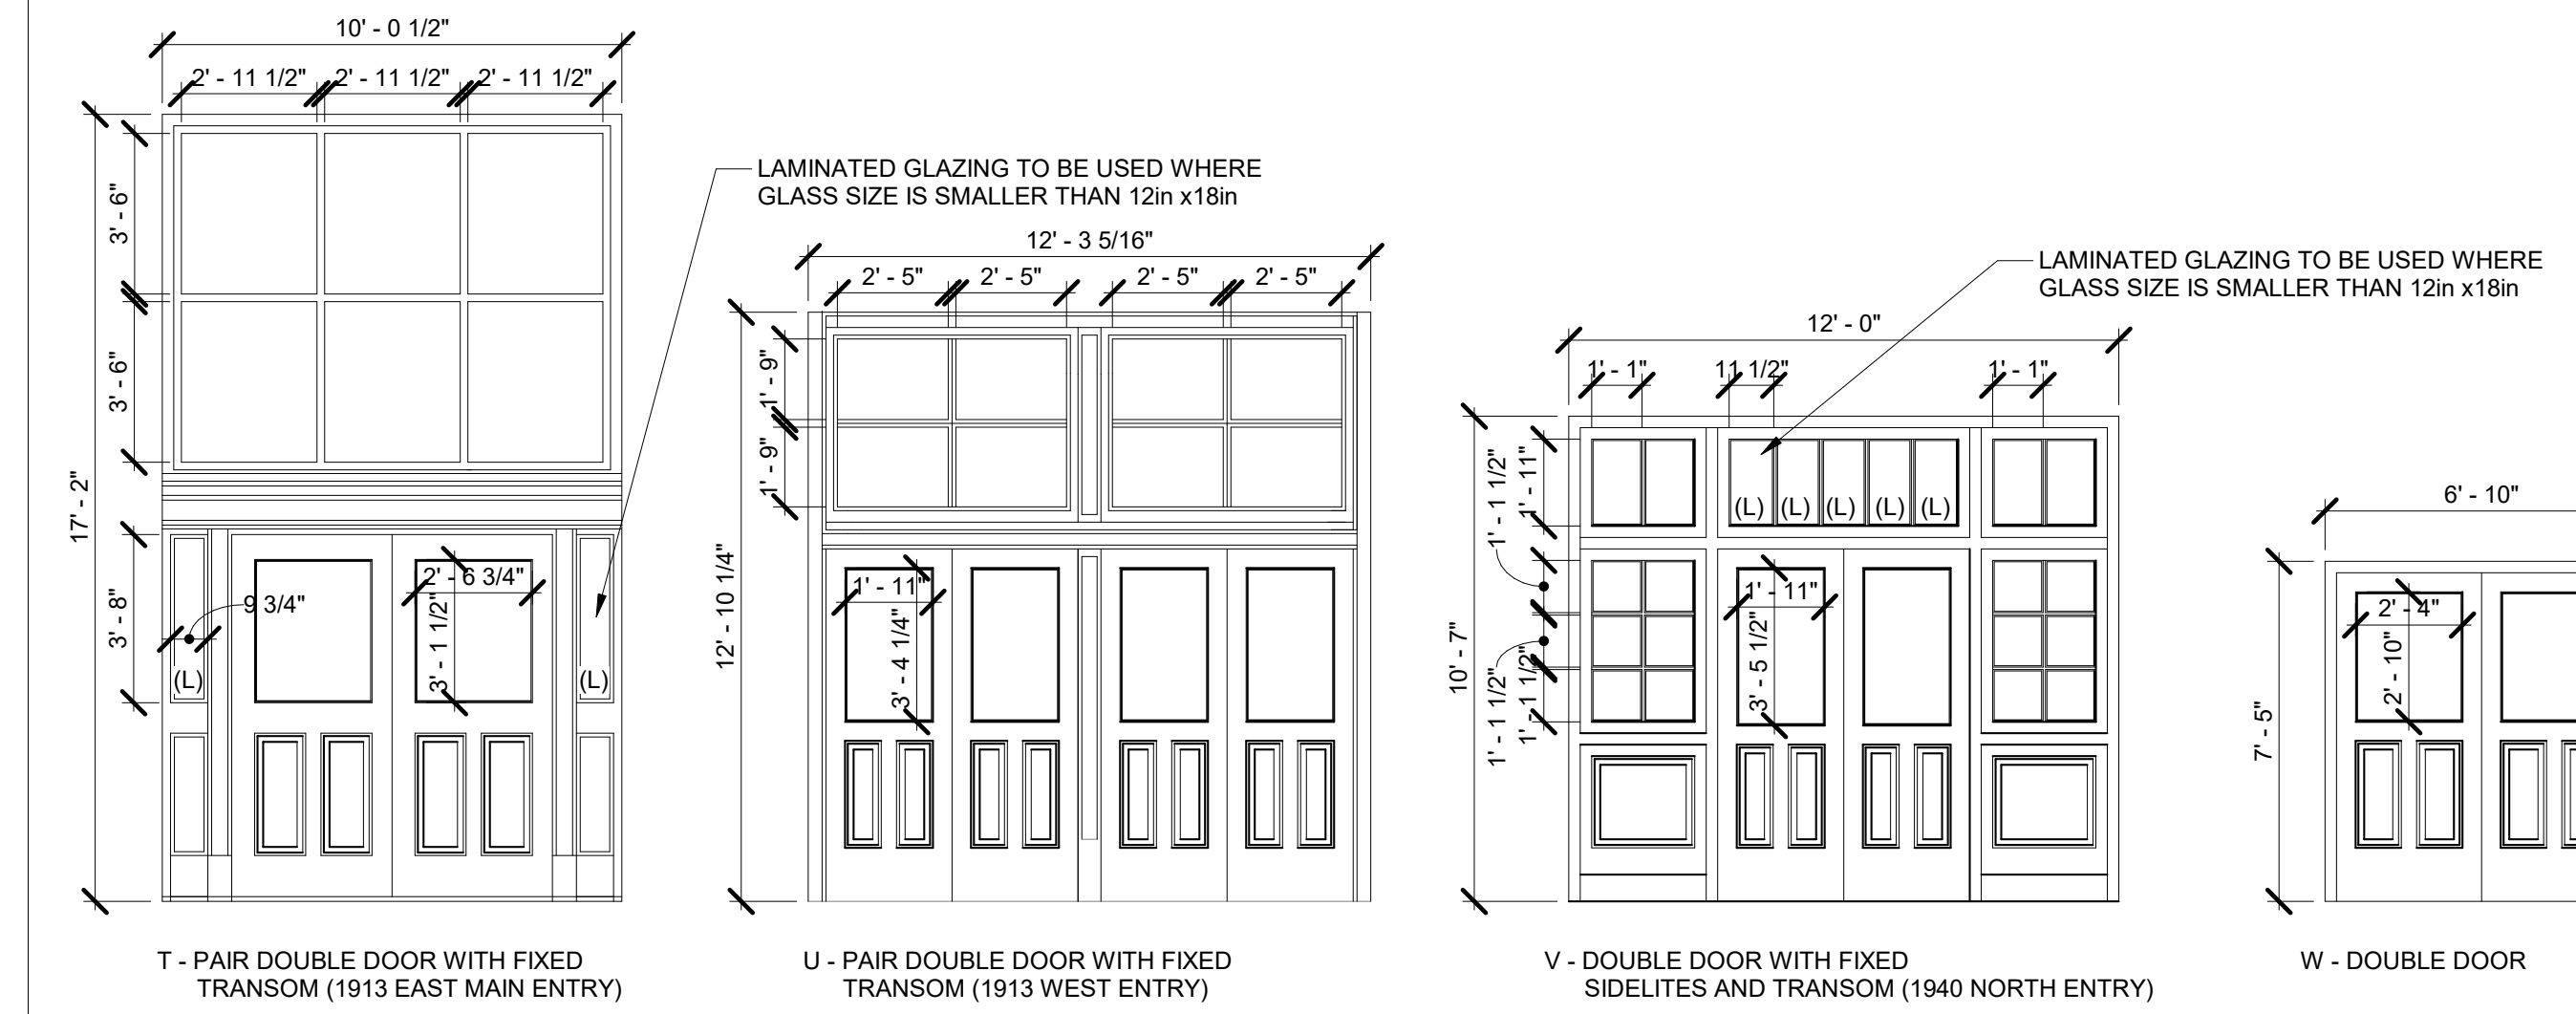 10' - 0 1/2"
2' - 11 1/2" 2' - 11 1/2" 2' - 11 1/2"
3' - 6"
3' - 6"
17' - 2"
3' - 8"
9 3/4"
2' - 6 3/4"
3' - 1 1/2"
(L) (L)
T - PAIR DOUBLE DOOR WITH FIXED
TRANSOM (1913 EAST MAIN ENTRY)
LAMINATED GLAZING TO BE USED WHERE
GLASS SIZE IS SMALLER THAN 12in x18in
12' - 3 5/16"
2' - 5" 2' - 5" 2' - 5" 2' - 5"
1' - 9"
1' - 9"
12' - 10 1/4"
1' - 11"
3' - 4 1/4"
U - PAIR DOUBLE DOOR WITH FIXED
TRANSOM (1913 WEST ENTRY)
LAMINATED GLAZING TO BE USED WHERE
GLASS SIZE IS SMALLER THAN 12in x18in
12' - 0"
1' - 1" 11 1/2" 1' - 1"
1' - 11"
1' - 1 1/2"
(L) (L) (L) (L) (L)
10' - 7"
1' - 1 1/2"
1' - 1 1/2"
1' - 11"
3' - 5 1/2"
V - DOUBLE DOOR WITH FIXED
SIDELITES AND TRANSOM (1940 NORTH ENTRY)
6' - 10"
2' - 4"
2' - 10"
7' - 5"
W - DOUBLE DOOR